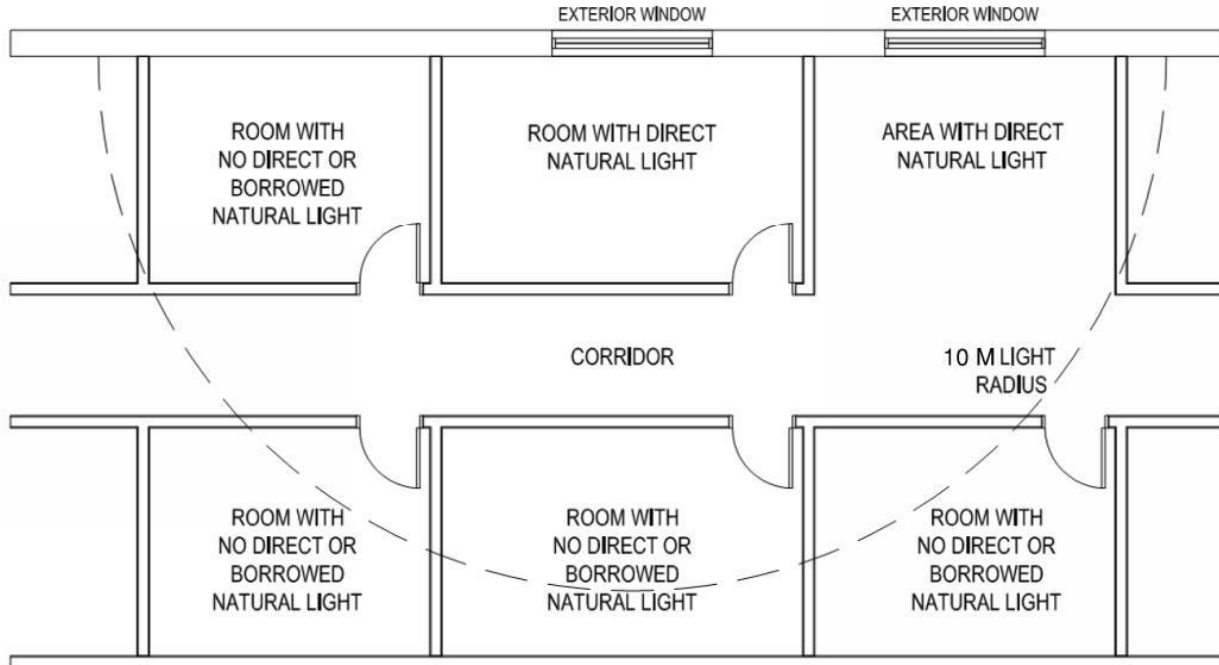 EXTERIOR WINDOW
EXTERIOR WINDOW
ROOM WITH
NO DIRECT OR
BORROWED
NATURAL LIGHT
ROOM WITH DIRECT
NATURAL LIGHT
AREA WITH DIRECT
NATURAL LIGHT
CORRIDOR
10 M LIGHT
RADIUS
ROOM WITH
NO DIRECT OR
BORROWED
NATURAL LIGHT
ROOM WITH
NO DIRECT OR
BORROWED
NATURAL LIGHT
ROOM WITH
NO DIRECT OR
BORROWED
NATURAL LIGHT